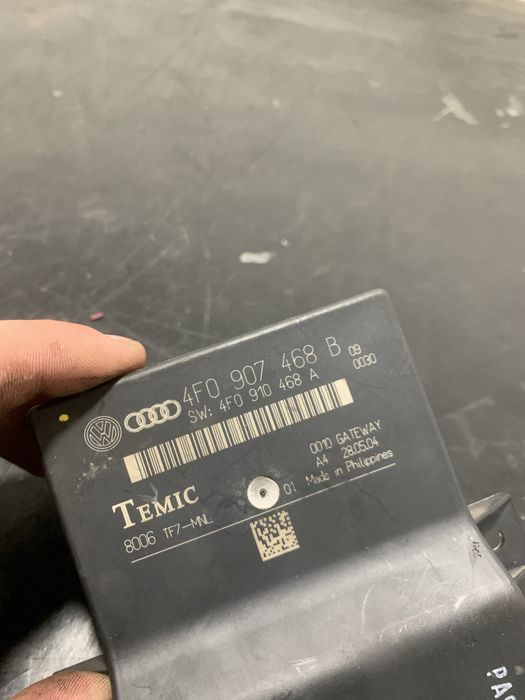 4F0 907 468 B 09
SW: 4F0 910 468 A 0030
0010 GATEWAY
A4 28.05.04
TEMIC 01 Made in Philippines
8006 TF7-MNL